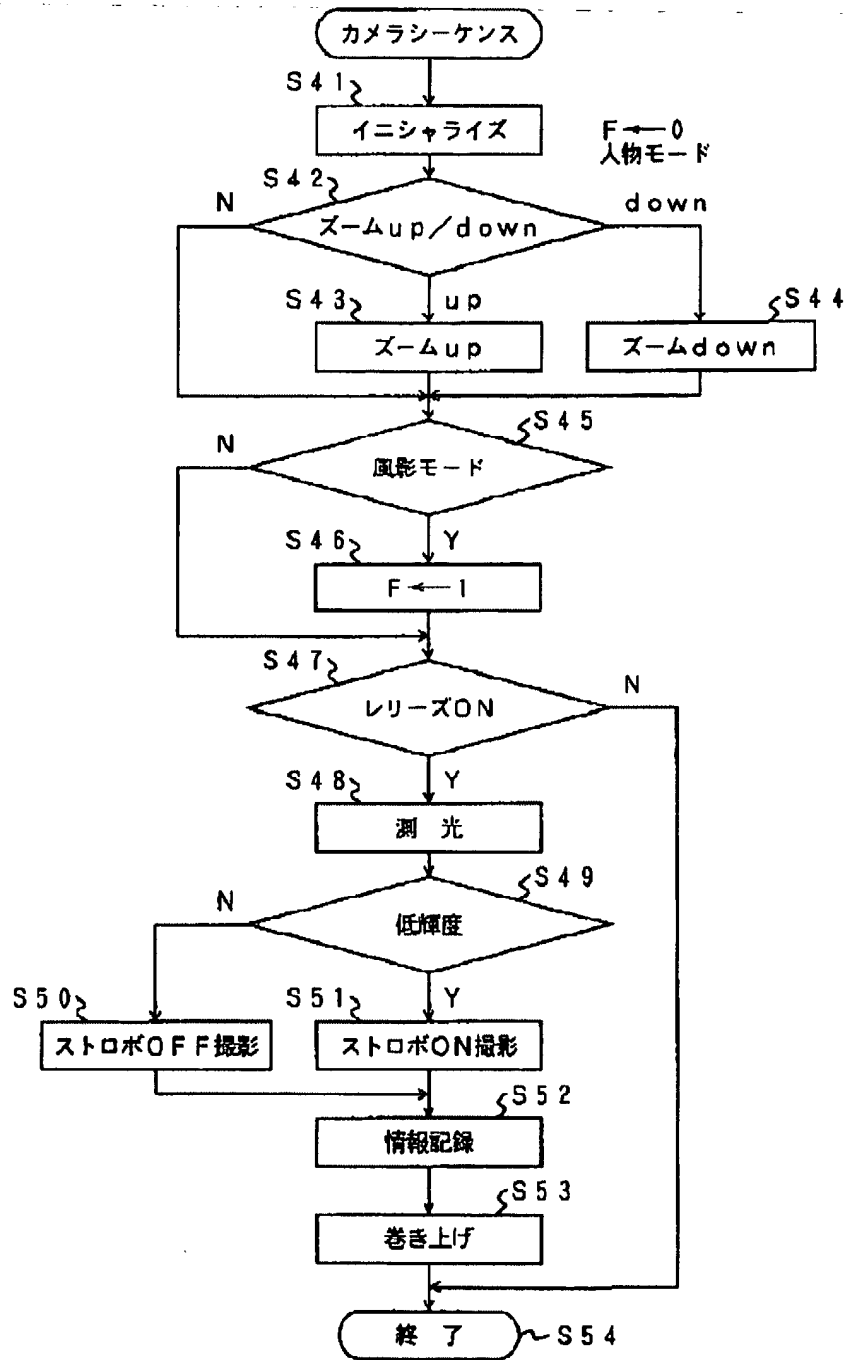 カメラシーケンス
S41
イニシャライズ
F←0
人物モード
S42
N
ズームup/down
down
S43
up
S44
ズームup
ズームdown
S45
N
風影モード
S46
Y
F←1
S47
レリーズON
N
S48
Y
測 光
S49
N
低輝度
S50
S51
Y
ストロボOFF撮影
ストロボON撮影
S52
情報記録
S53
巻き上げ
終 了
S54